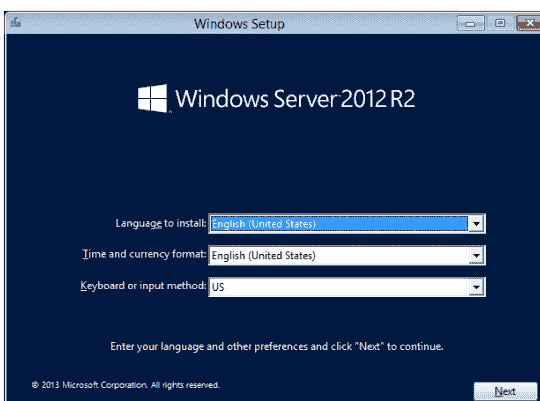 Windows Setup
Windows Server 2012 R2
Language to install: English (United States)
Time and currency format: English (United States)
Keyboard or input method: US
Enter your language and other preferences and click "Next" to continue.
© 2013 Microsoft Corporation. All rights reserved.
Next